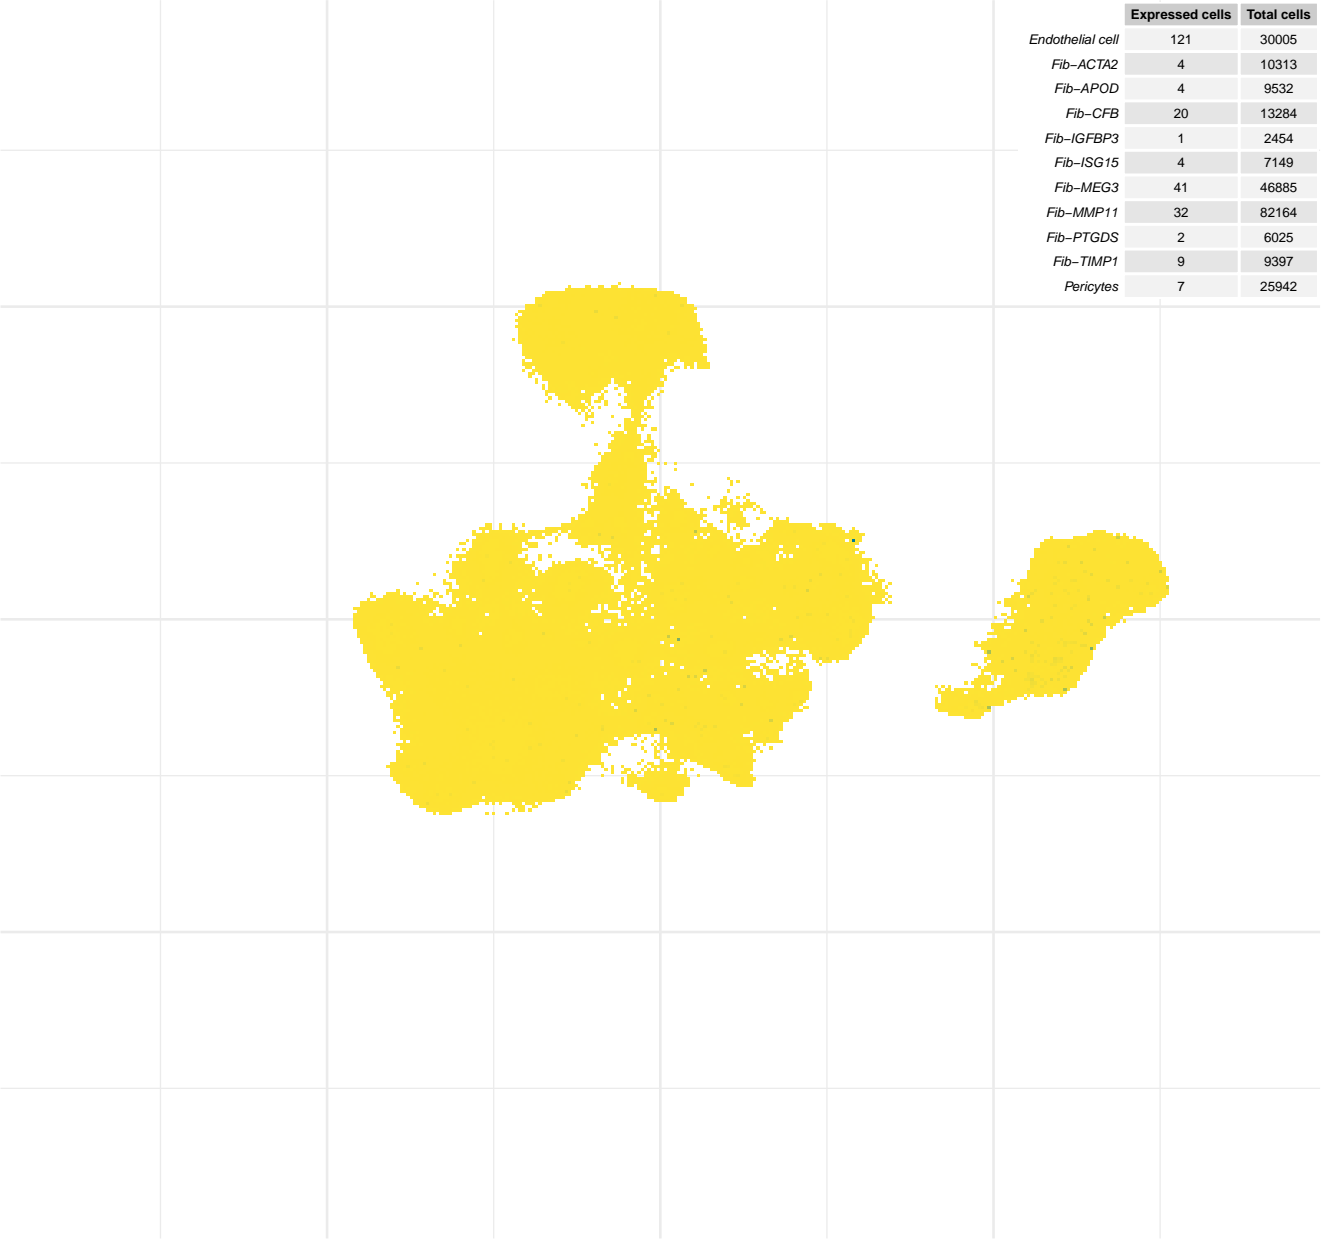 Expressed cells Total cells
Endothelial cell 121 30005
Fib−ACTA2 4 10313
Fib−APOD 4 9532
Fib−CFB 20 13284
Fib−IGFBP3 1 2454
Fib−ISG15 4 7149
Fib−MEG3 41 46885
Fib−MMP11 32 82164
Fib−PTGDS 2 6025
Fib−TIMP1 9 9397
Pericytes 7 25942